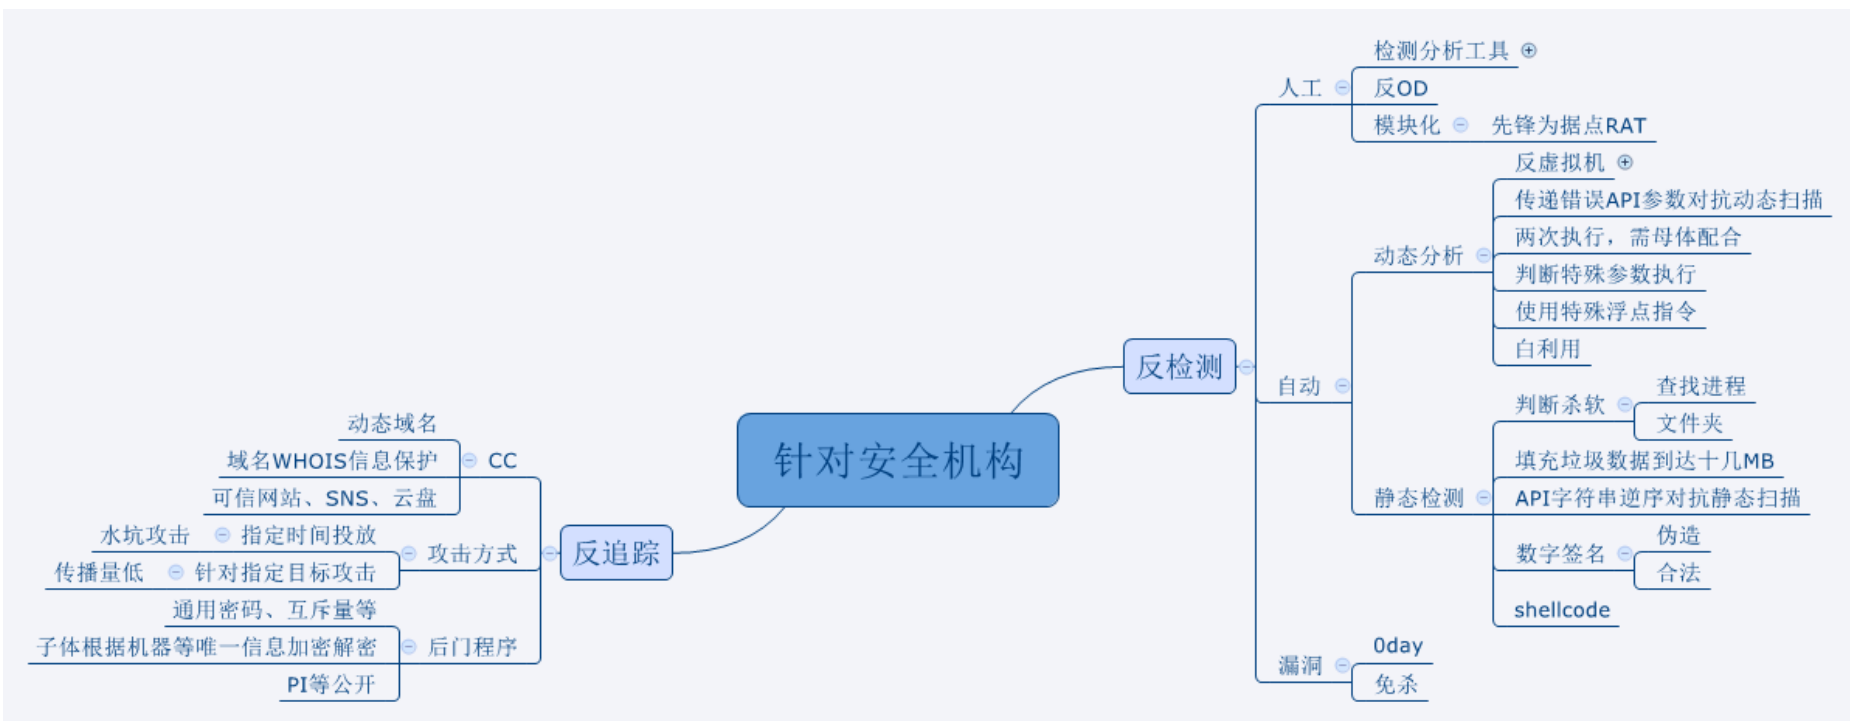 针对安全机构
反检测
人工
检测分析工具
反OD
模块化
先锋为据点RAT
自动
动态分析
反虚拟机
传递错误API参数对抗动态扫描
两次执行，需母体配合
判断特殊参数执行
使用特殊浮点指令
白利用
静态检测
判断杀软
查找进程
文件夹
填充垃圾数据到达十几MB
API字符串逆序对抗静态扫描
数字签名
伪造
合法
shellcode
漏洞
0day
免杀
反追踪
CC
动态域名
域名WHOIS信息保护
可信网站、SNS、云盘
攻击方式
指定时间投放
水坑攻击
针对指定目标攻击
传播量低
后门程序
通用密码、互斥量等
子体根据机器等唯一信息加密解密
PI等公开